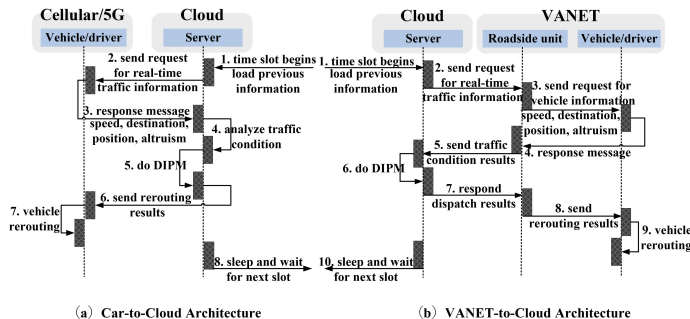 Cellular/5G
Cloud
Vehicle/driver
Server
1. time slot begins
load previous
information
2. send request
for real-time
traffic information
3. response message
speed, destination,
position, altruism
4. analyze traffic
condition
5. do DIPM
6. send rerouting
results
7. vehicle
rerouting
8. sleep and wait
for next slot
(a) Car-to-Cloud Architecture
Cloud
VANET
Server
Roadside unit
Vehicle/driver
1. time slot begins
load previous
information
2. send request
for real-time
traffic information
3. send request for
vehicle information
speed, destination,
position, altruism
4. response message
5. send traffic
condition results
6. do DIPM
7. respond
dispatch results
8. send
rerouting results
9. vehicle
rerouting
10. sleep and wait
for next slot
(b) VANET-to-Cloud Architecture